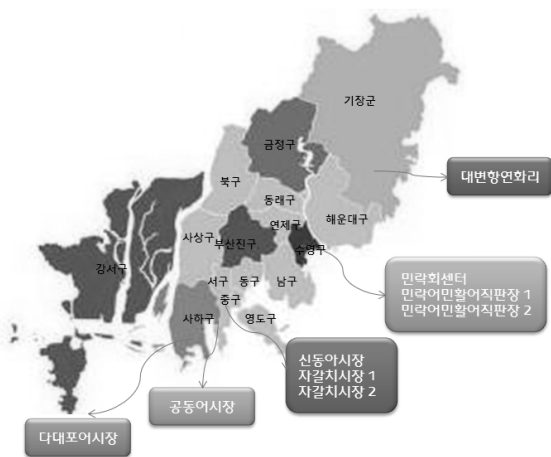 기장군
금정구
북구
동래구
대변항연화리
연제구
해운대구
사상구
부산진구
수영구
강서구
서구
동구
남구
중구
민락회센터
민락어민활어직판장 1
민락어민활어직판장 2
사하구
영도구
신동아시장
자갈치시장 1
자갈치시장 2
공동어시장
다대포어시장